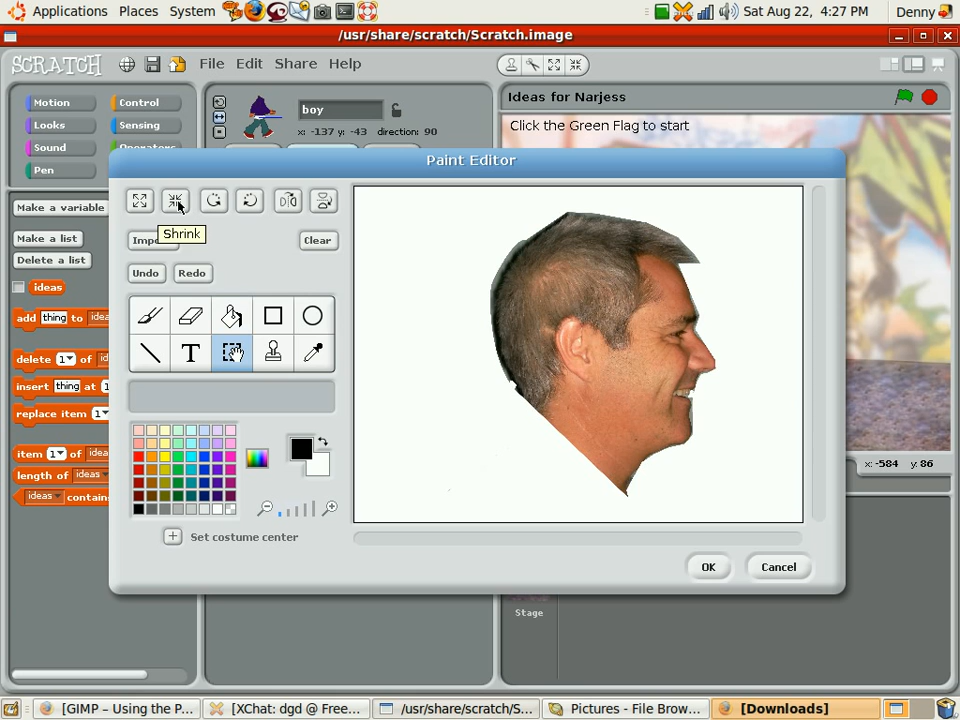 Applications Places System Sat Aug 22, 4:27 PM Denny
/usr/share/scratch/Scratch.image
SCRATCH File Edit Share Help
Motion Control
Looks Sensing
Sound
Pen
boy
x: -137 y: -43 direction: 90
Ideas for Narjess
Click the Green Flag to start
Paint Editor
Make a variable
Make a list
Delete a list
ideas
add thing to
delete 1 of
insert thing at
replace item
item 1 of
length of ideas
ideas contains
Shrink
Clear
Undo Redo
T
Set costume center
OK Cancel
x: -584 y: 86
Stage
[GIMP – Using the P...
[XChat: dgd @ Free...
/usr/share/scratch/S...
Pictures - File Brow...
[Downloads]